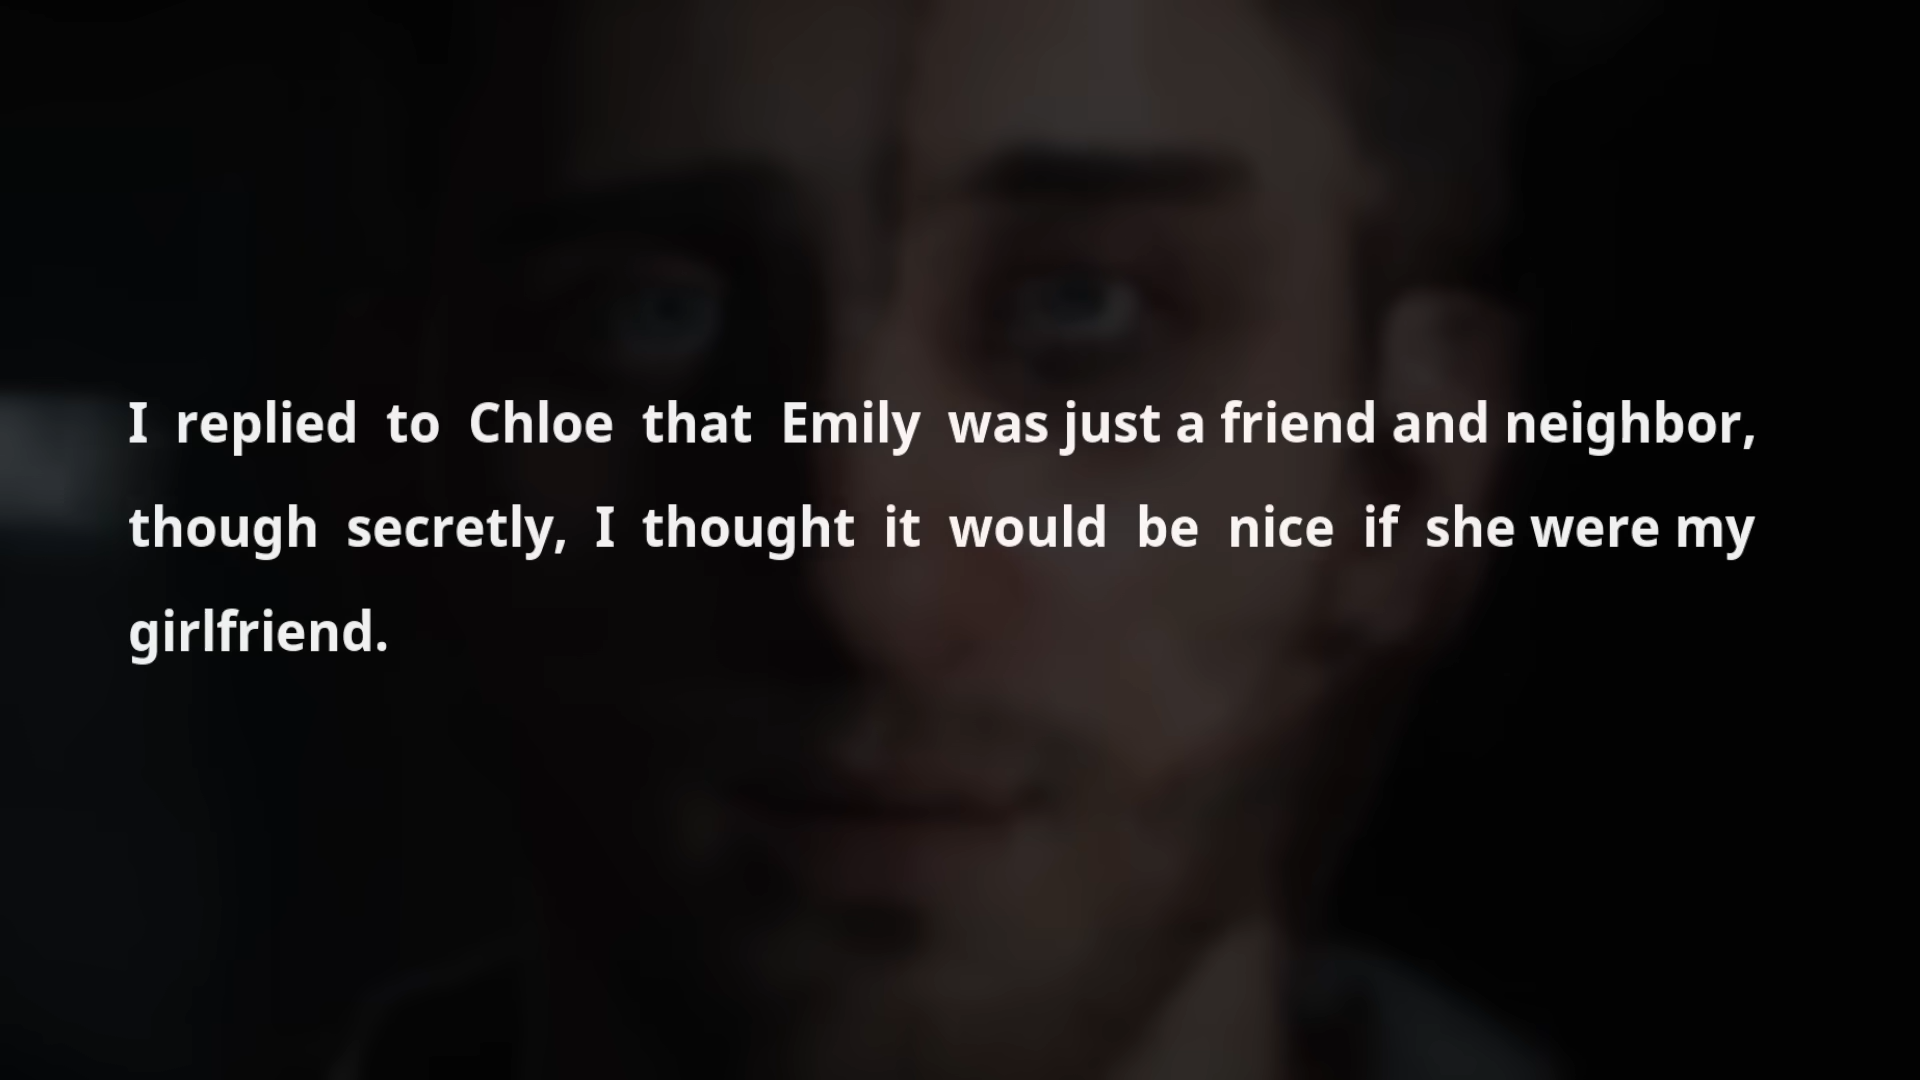 I replied to Chloe that Emily was just a friend and neighbor,
though secretly, I thought it would be nice if she were my
girlfriend.